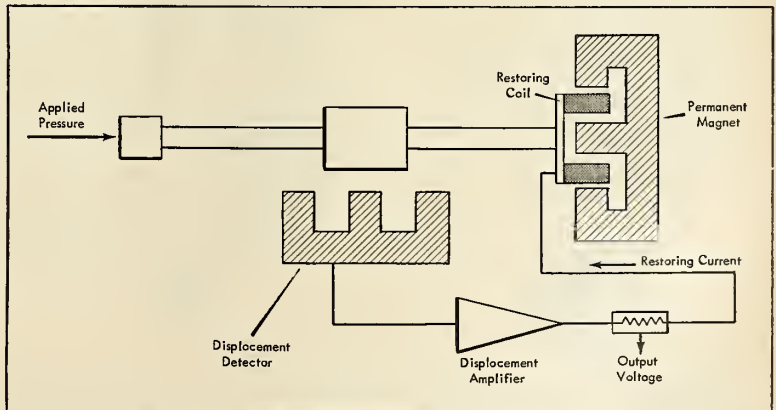 Applied
Pressure
Restoring
Coil
Permanent
Magnet
Restoring Current
Displacement
Detector
Displacement
Amplifier
Output
Voltage